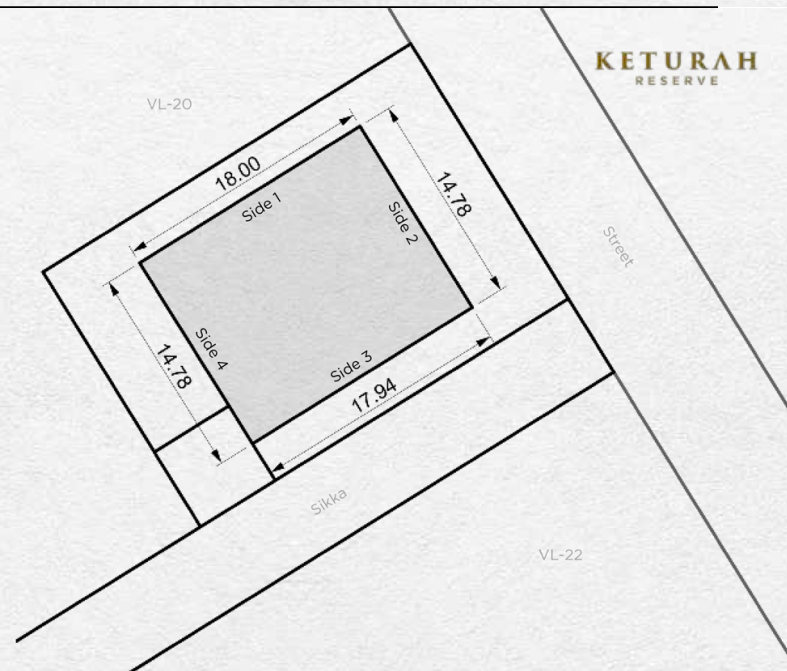 KETURAH
RESERVE
VL-20
18.00
Side 1
14.78
Side 2
Street
Side 4
14.78
Side 3
17.94
Sikka
VL-22